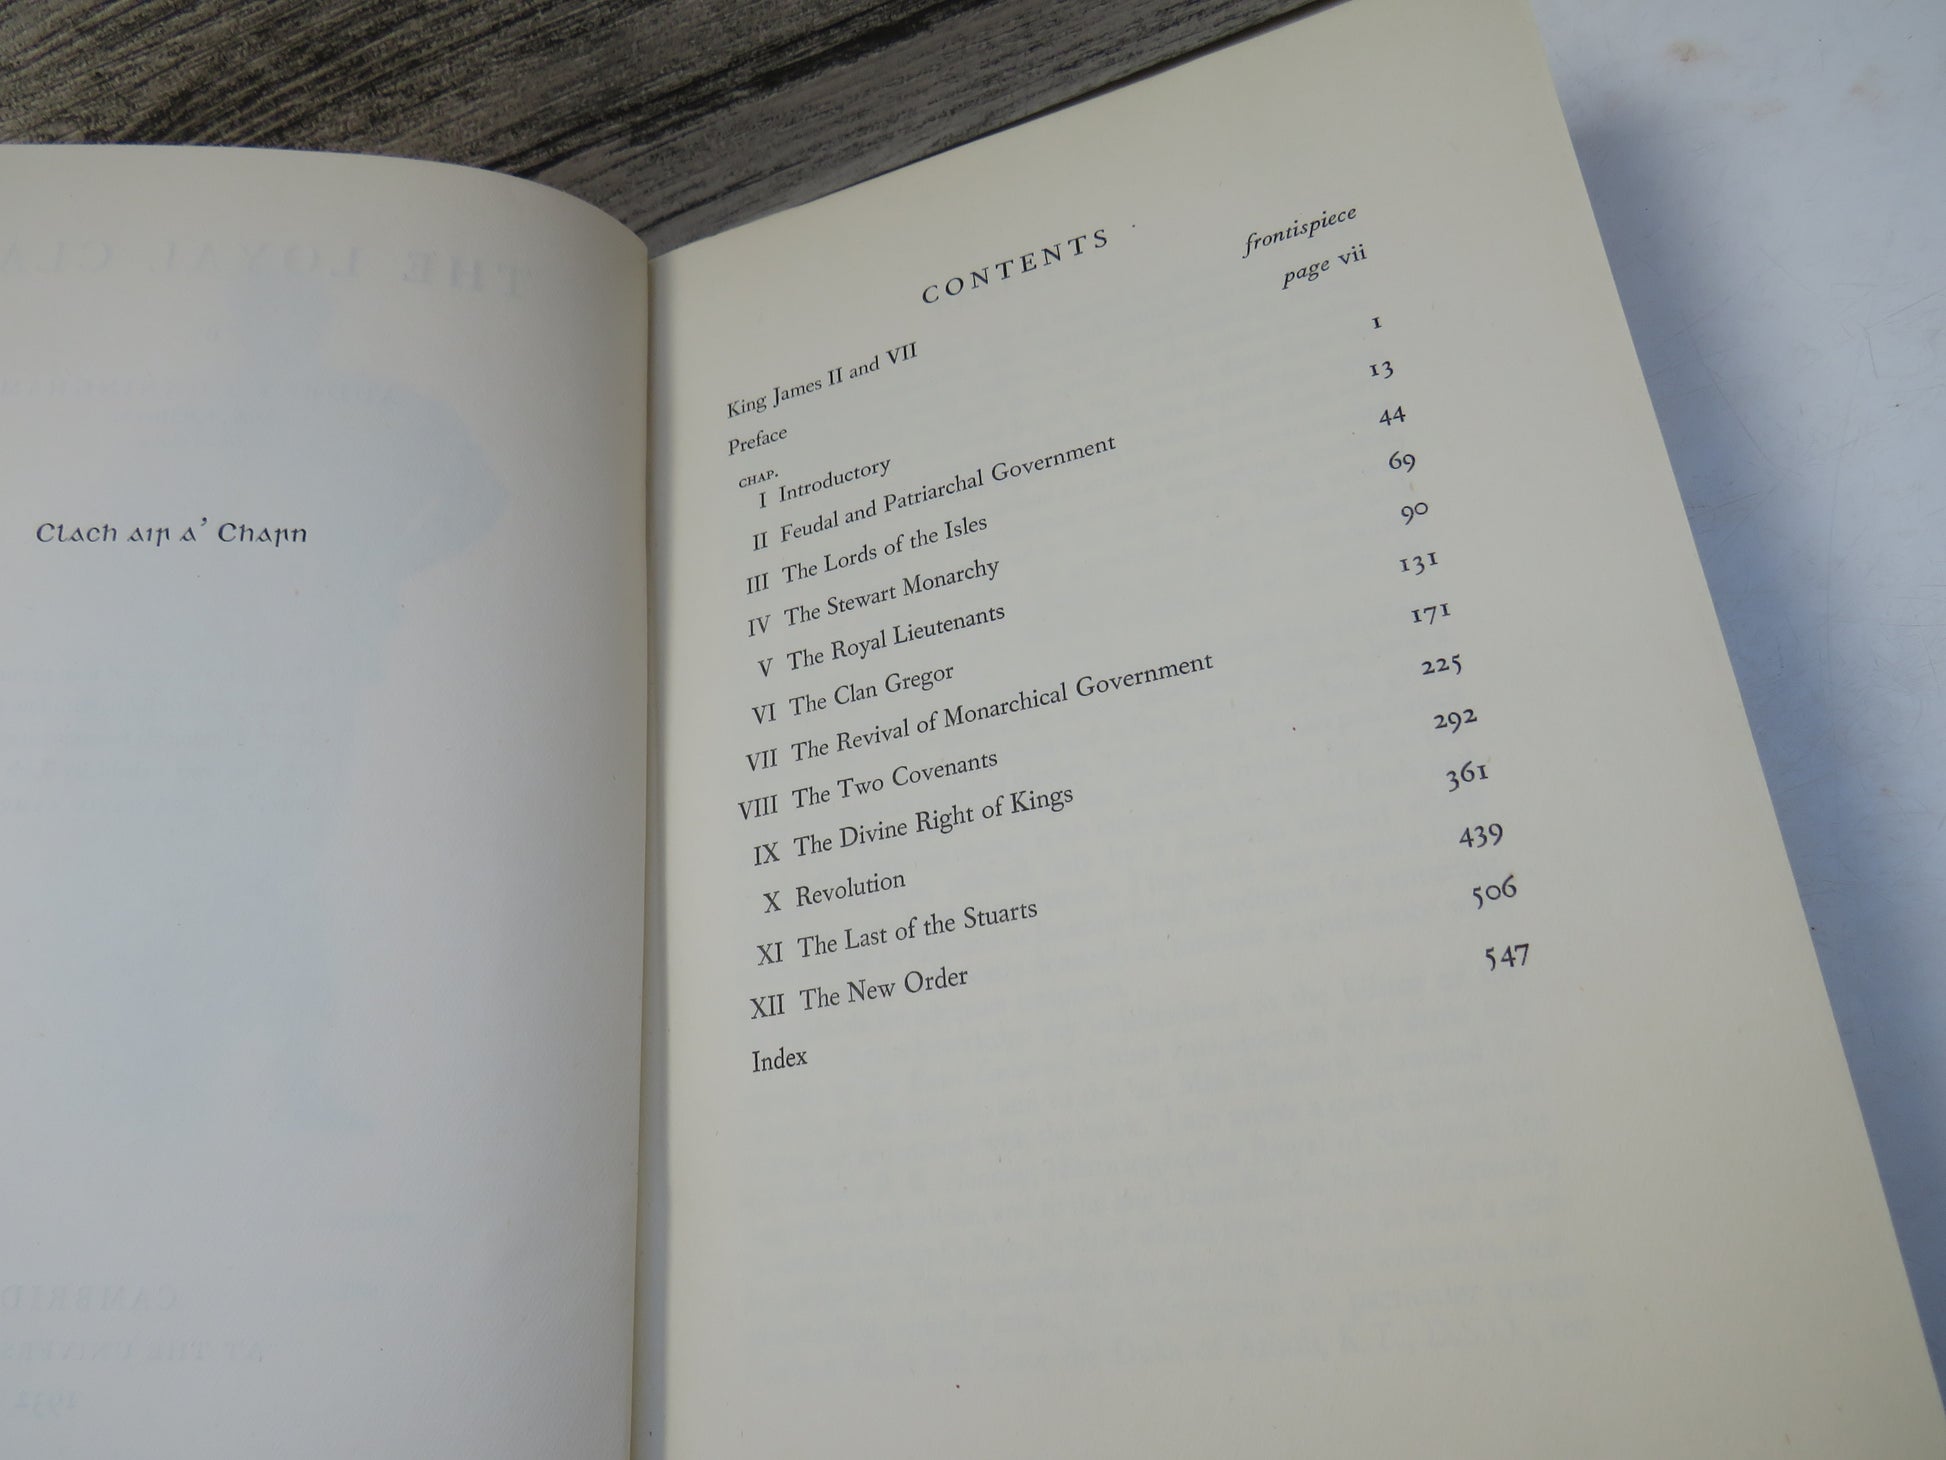 Clach air a' Charn
CONTENTS
King James II and VII frontispiece
Preface page vii
CHAP.
I Introductory 1
II Feudal and Patriarchal Government 13
III The Lords of the Isles 44
IV The Stewart Monarchy 69
V The Royal Lieutenants 90
VI The Clan Gregor 131
VII The Revival of Monarchical Government 171
VIII The Two Covenants 225
IX The Divine Right of Kings 292
X Revolution 361
XI The Last of the Stuarts 439
XII The New Order 506
Index 547